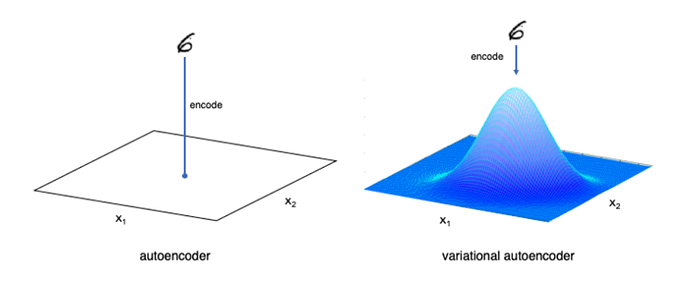 6
encode
x₁
x₂
autoencoder
6
encode
x₁
x₂
variational autoencoder